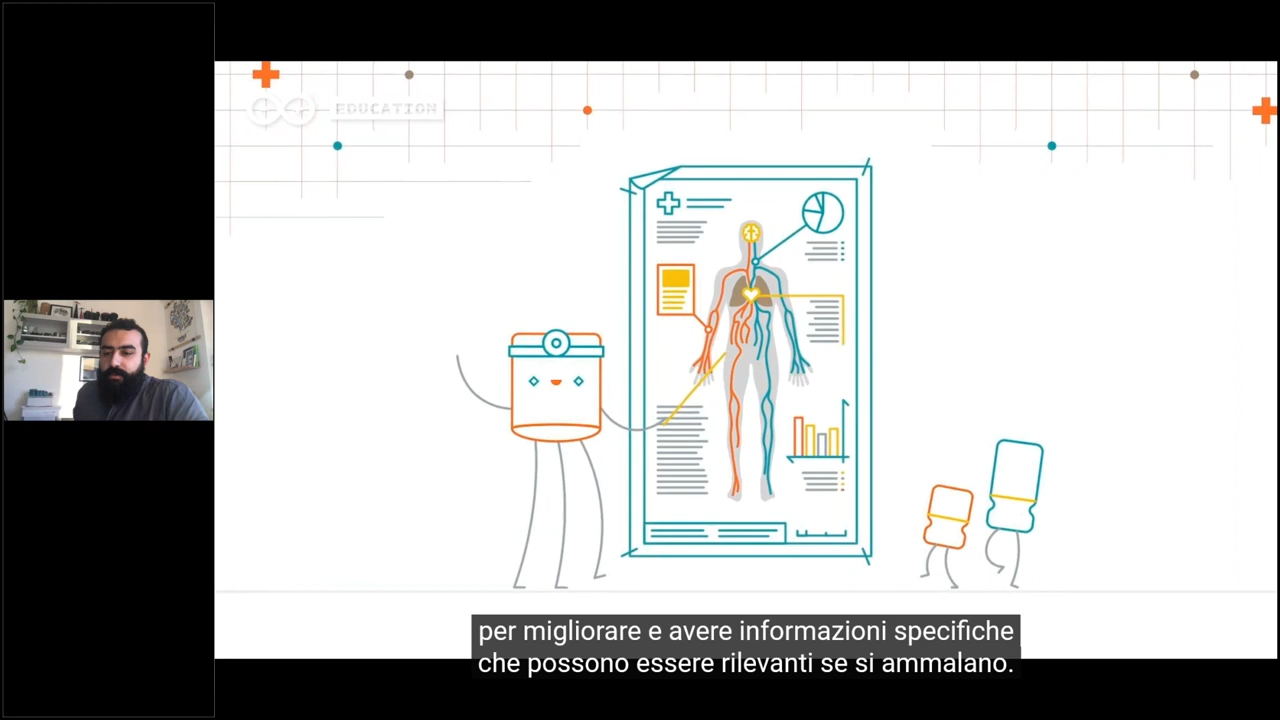 EDUCATION
per migliorare e avere informazioni specifiche
che possono essere rilevanti se si ammalano.